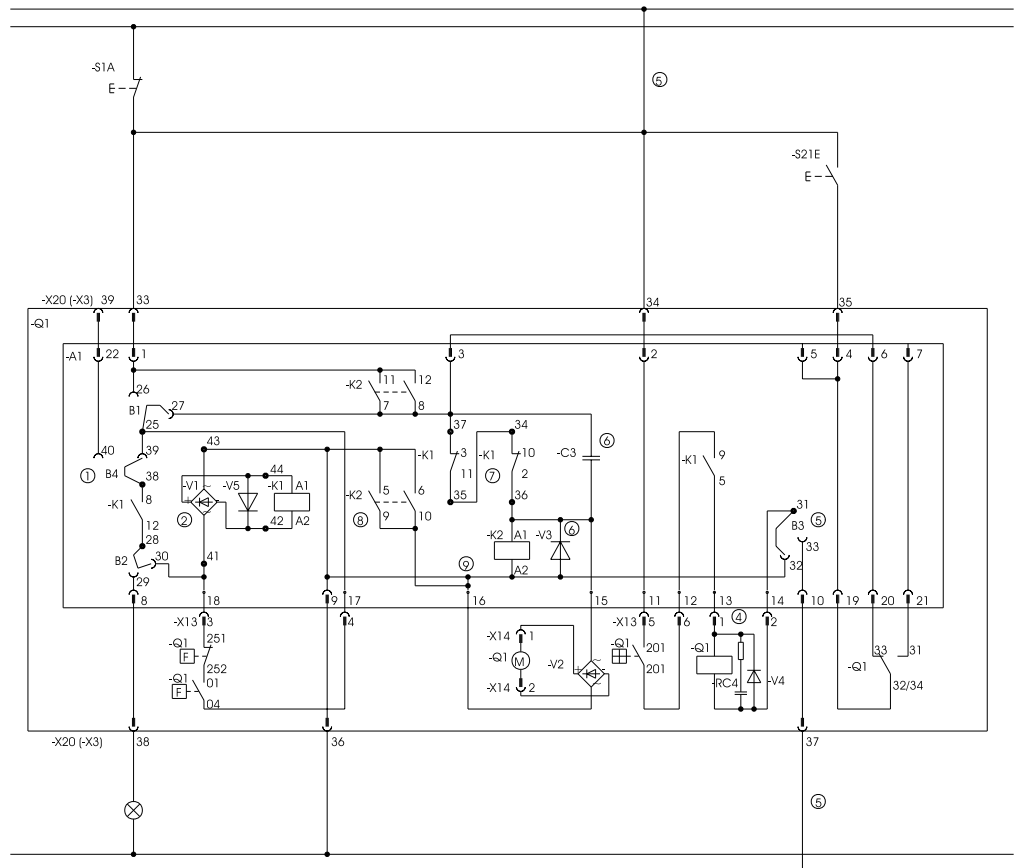 5
-S1A
E
-S21E
E
-X20 (-X3) 39 33 34 35
-Q1
-A1 22 1 3 2 5 4 6 7
26
-K2 11 12
B1 27
7 8
25
37 34
40 39
43
-K1 3
-K1 10
-C3 6
-K1 9
1
B4
38
44
11
7
2
5
-V1 -V5 -K1 A1
-K2 5 6
35 36
31
8
-K1
2
A2
8 9 10
6
B3 5
12
42
-K2 A1 -V3
33
28
A2
B2 30
41
9
32
29
8 18 9 17 16 15 11 12 13 14 10 19 20 21
-X13 3 4
-X13 5 6 1 4 2
-Q1 251
F
252
-X14 1
-Q1 M
-V2
-Q1 201
201
-Q1
33 31
-Q1
-Q1 01
F
04
-X14 2
-RC4 -V4
32/34
-X20 (-X3) 38 36 37
5